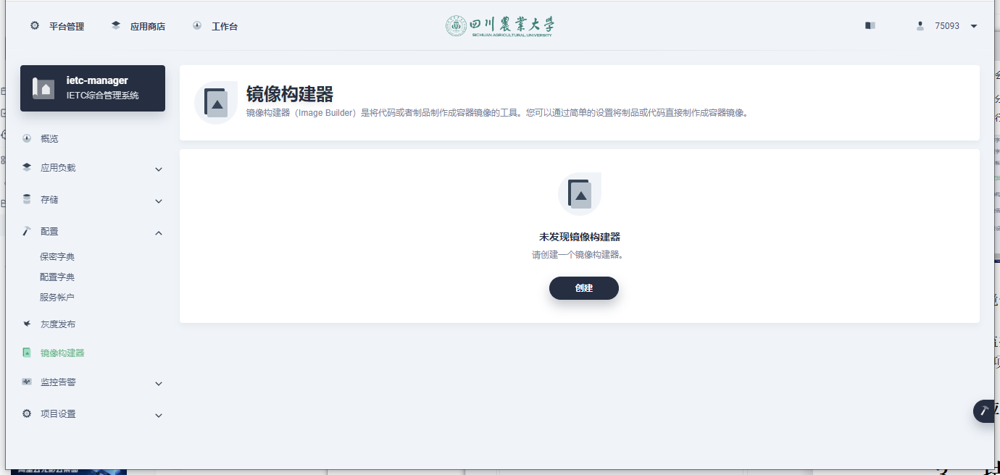 平台管理
应用商店
工作台
四川農業大学
SICHUAN AGRICULTURAL UNIVERSITY
75093
ietc-manager
IETC综合管理系统
概览
应用负载
存储
配置
保密字典
配置字典
服务帐户
灰度发布
镜像构建器
监控告警
项目设置
镜像构建器
镜像构建器（Image Builder）是将代码或者制品制作成容器镜像的工具。您可以通过简单的设置将制品或代码直接制作成容器镜像。
未发现镜像构建器
请创建一个镜像构建器。
创建